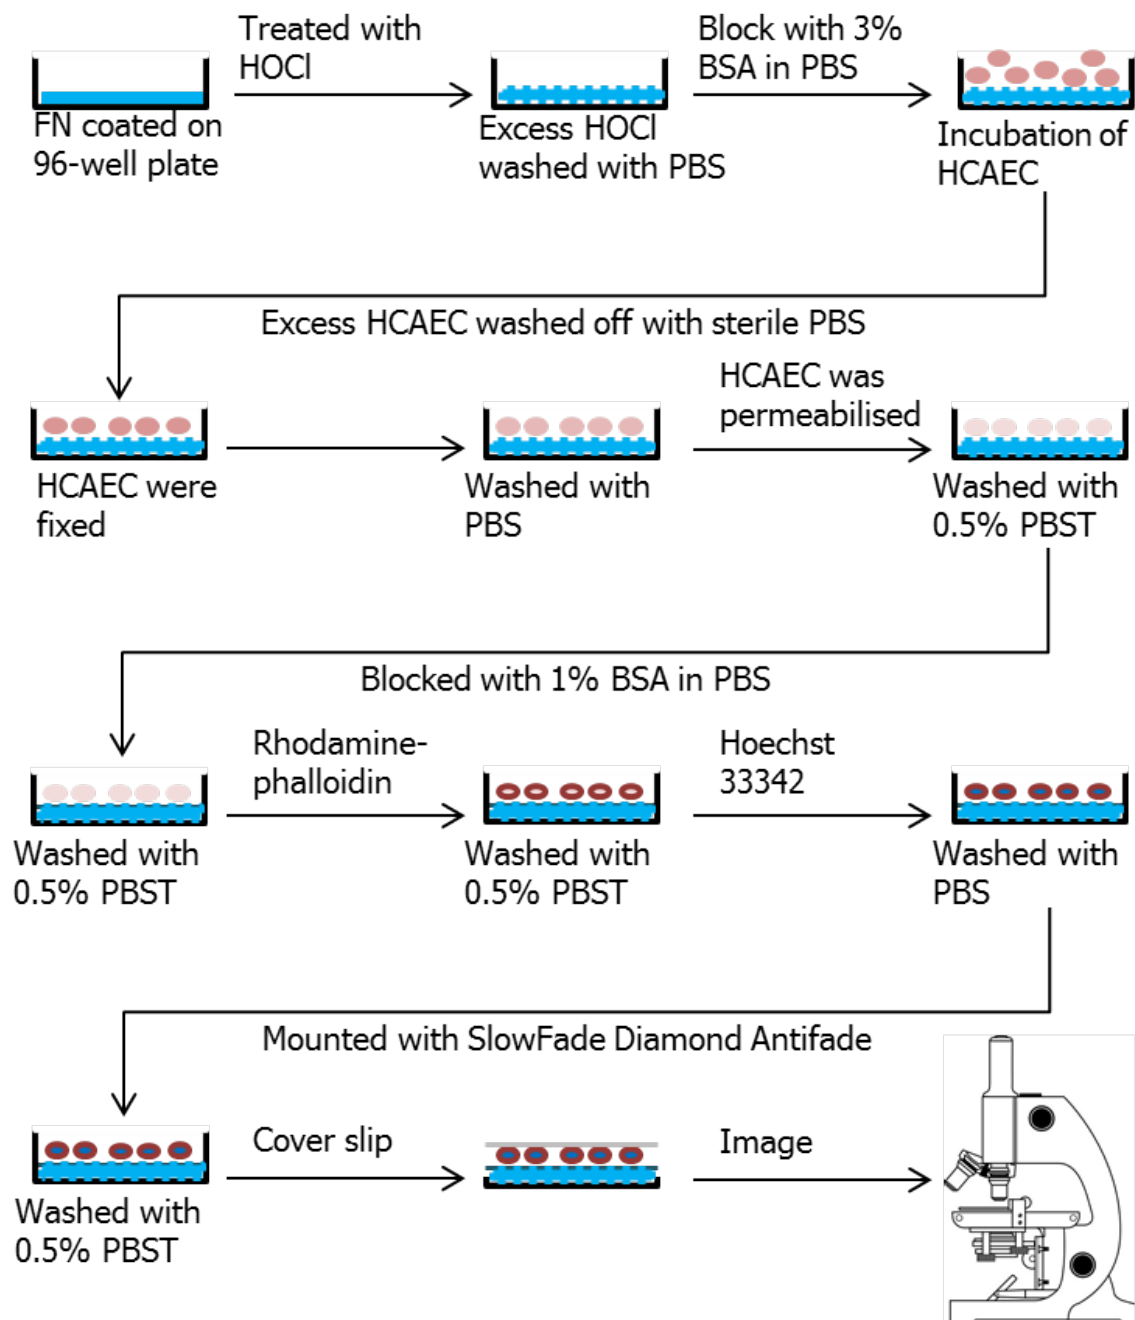 Treated with
HOCl
Block with 3%
BSA in PBS
FN coated on
96-well plate
Excess HOCl
washed with PBS
Incubation of
HCAEC
Excess HCAEC washed off with sterile PBS
HCAEC was
permeabilised
HCAEC were
fixed
Washed with
PBS
Washed with
0.5% PBST
Blocked with 1% BSA in PBS
Rhodamine-
phalloidin
Hoechst
33342
Washed with
0.5% PBST
Washed with
0.5% PBST
Washed with
PBS
Mounted with SlowFade Diamond Antifade
Cover slip
Image
Washed with
0.5% PBST